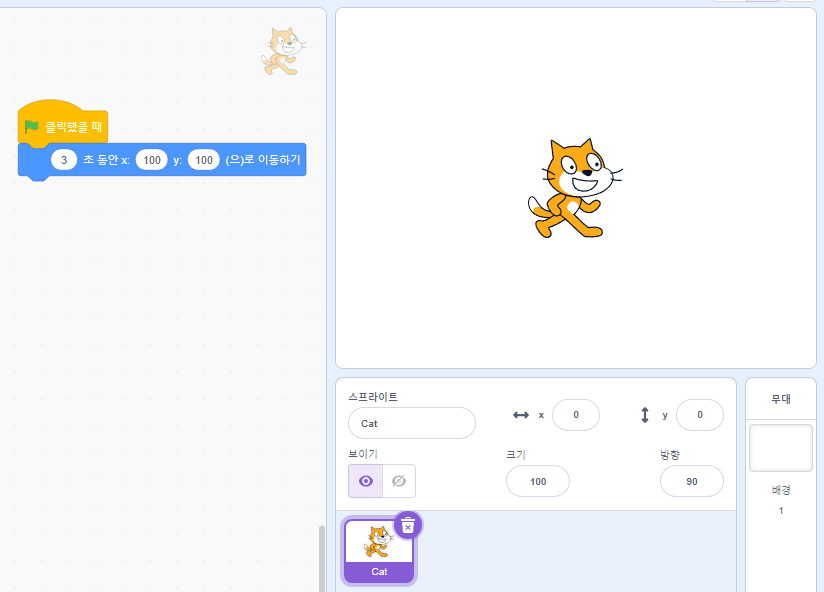 클릭했을 때
3 초 동안 x: 100 y: 100 (으)로 이동하기
스프라이트
Cat
x 0
y 0
보이기
크기
100
방향
90
Cat
무대
배경
1